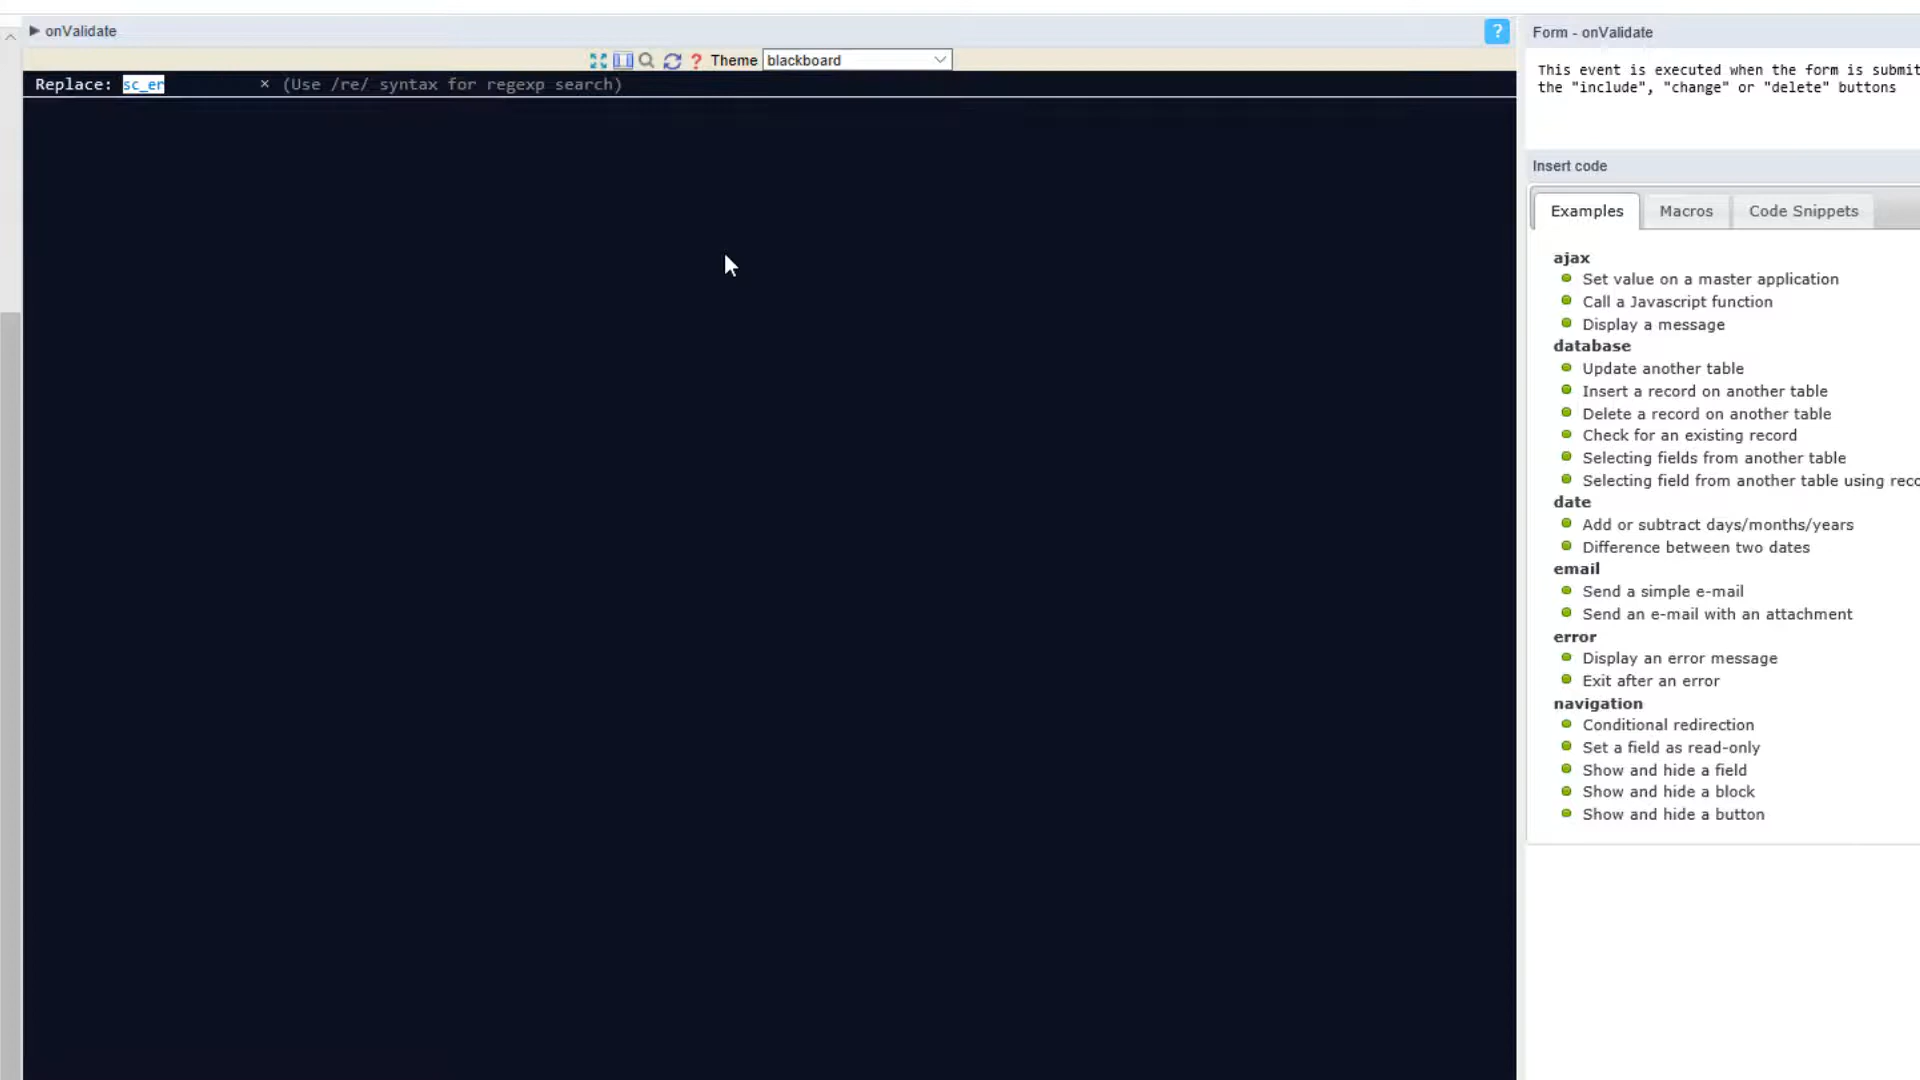 onValidate
?
? Theme blackboard
Replace: sc_er × (Use /re/ syntax for regexp search)
Form - onValidate
This event is executed when the form is submit
the "include", "change" or "delete" buttons
Insert code
Examples Macros Code Snippets
ajax
Set value on a master application
Call a Javascript function
Display a message
database
Update another table
Insert a record on another table
Delete a record on another table
Check for an existing record
Selecting fields from another table
Selecting field from another table using reco
date
Add or subtract days/months/years
Difference between two dates
email
Send a simple e-mail
Send an e-mail with an attachment
error
Display an error message
Exit after an error
navigation
Conditional redirection
Set a field as read-only
Show and hide a field
Show and hide a block
Show and hide a button